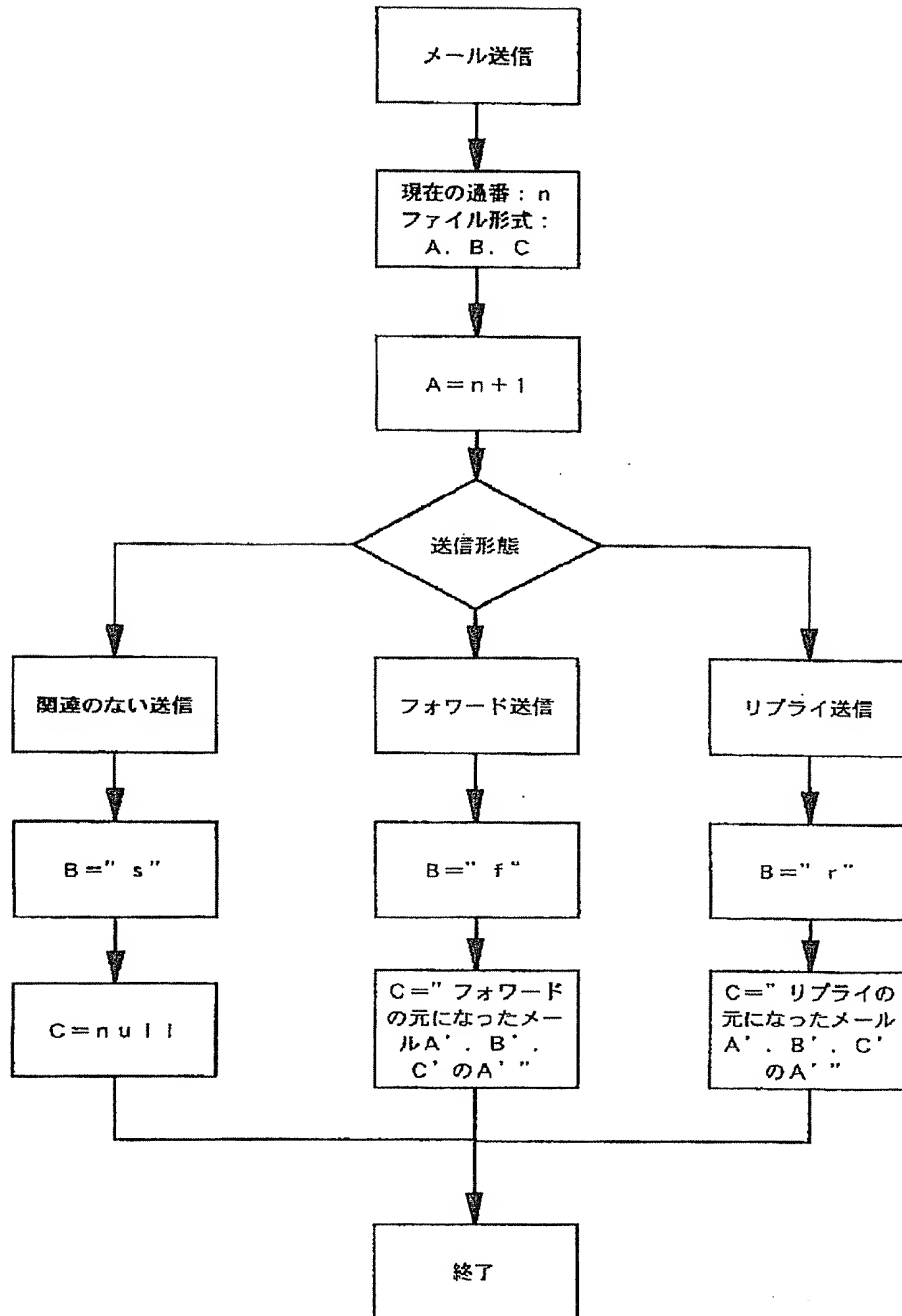 メール送信
現在の通番：n
ファイル形式：
A．B．C
A＝n＋1
送信形態
関連のない送信
フォワード送信
リプライ送信
B＝”s”
B＝”f“
B＝”r“
C＝null
C＝”フォワード
の元になったメー
ルA’．B’．
C’のA’”
C＝”リプライの
元になったメール
A’．B’．C’
のA’”
終了